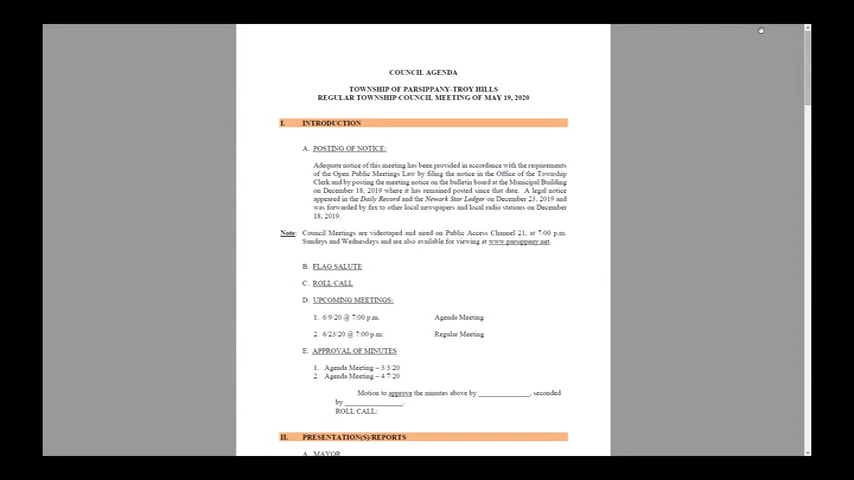 COUNCIL AGENDA
TOWNSHIP OF PARSIPPANY-TROY HILLS
REGULAR TOWNSHIP COUNCIL MEETING OF MAY 19, 2020
I. INTRODUCTION
A. POSTING OF NOTICE:
Adequate notice of this meeting has been provided in accordance with the requirements
of the Open Public Meetings Law by filing the notice in the Office of the Township
Clerk and by posting the meeting notice on the bulletin board at the Municipal Building
on December 18, 2019 where it has remained posted since that date. A legal notice
appeared in the Daily Record and the Newark Star Ledger on December 23, 2019 and
was forwarded by fax to other local newspapers and local radio stations on December
18, 2019.
Note: Council Meetings are videotaped and aired on Public Access Channel 21, at 7:00 p.m.
Sundays and Wednesdays and are also available for viewing at www.parsippany.net.
B. FLAG SALUTE
C. ROLL CALL
D. UPCOMING MEETINGS:
1. 6/9/20 @ 7:00 p.m. Agenda Meeting
2. 6/23/20 @ 7:00 p.m. Regular Meeting
E. APPROVAL OF MINUTES
1. Agenda Meeting – 3/3/20
2. Agenda Meeting – 4/7/20
Motion to approve the minutes above by ______________, seconded
by ________________.
ROLL CALL:
II. PRESENTATION(S)/REPORTS
A. MAYOR